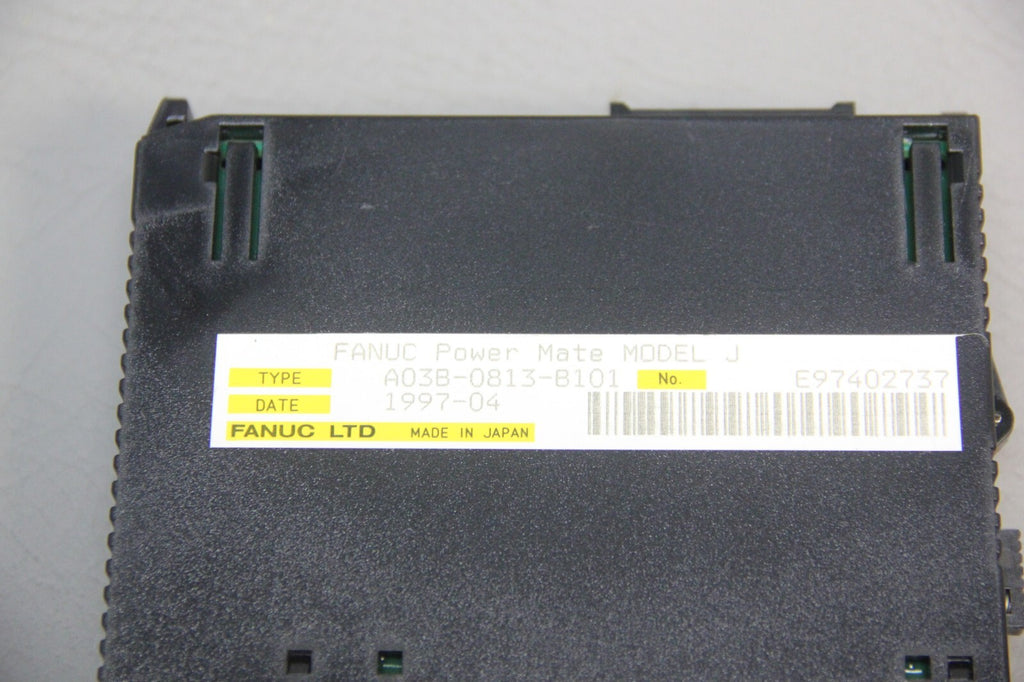 FANUC Power Mate MODEL J
TYPE A03B-0813-B101 No. E97402737
DATE 1997-04
FANUC LTD MADE IN JAPAN